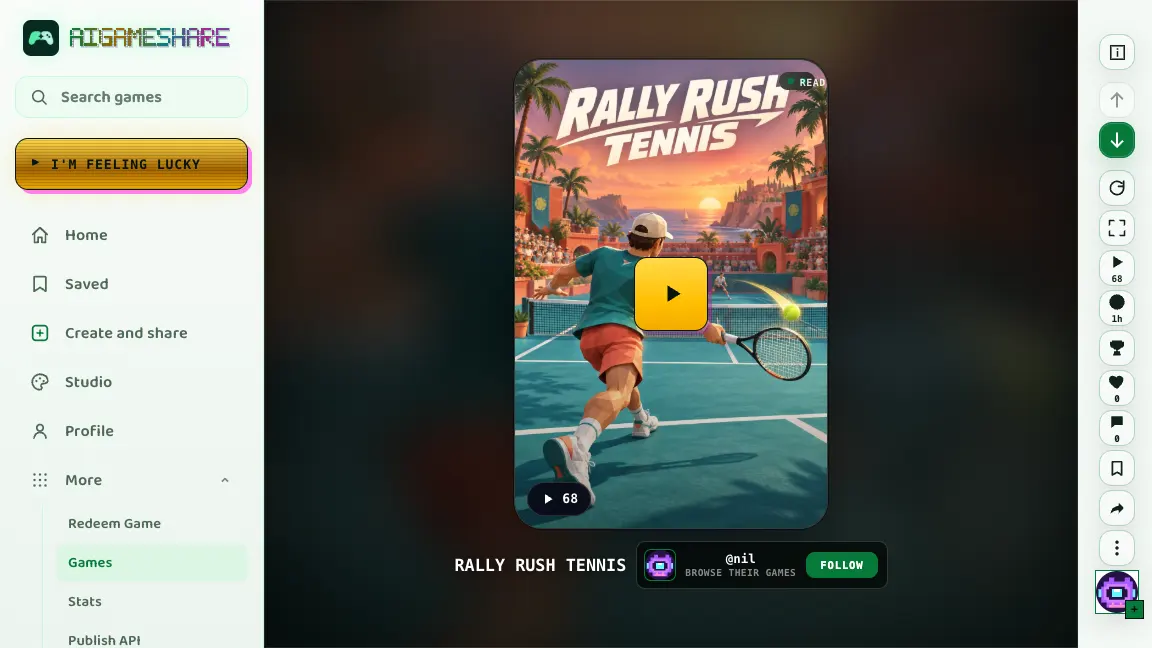 AIGAMESHARE
Search games
I'M FEELING LUCKY
Home
Saved
Create and share
Studio
Profile
More
Redeem Game
Games
Stats
Publish API
READ
RALLY RUSH
TENNIS
68
RALLY RUSH TENNIS
@nil
BROWSE THEIR GAMES
FOLLOW
68
1h
0
0